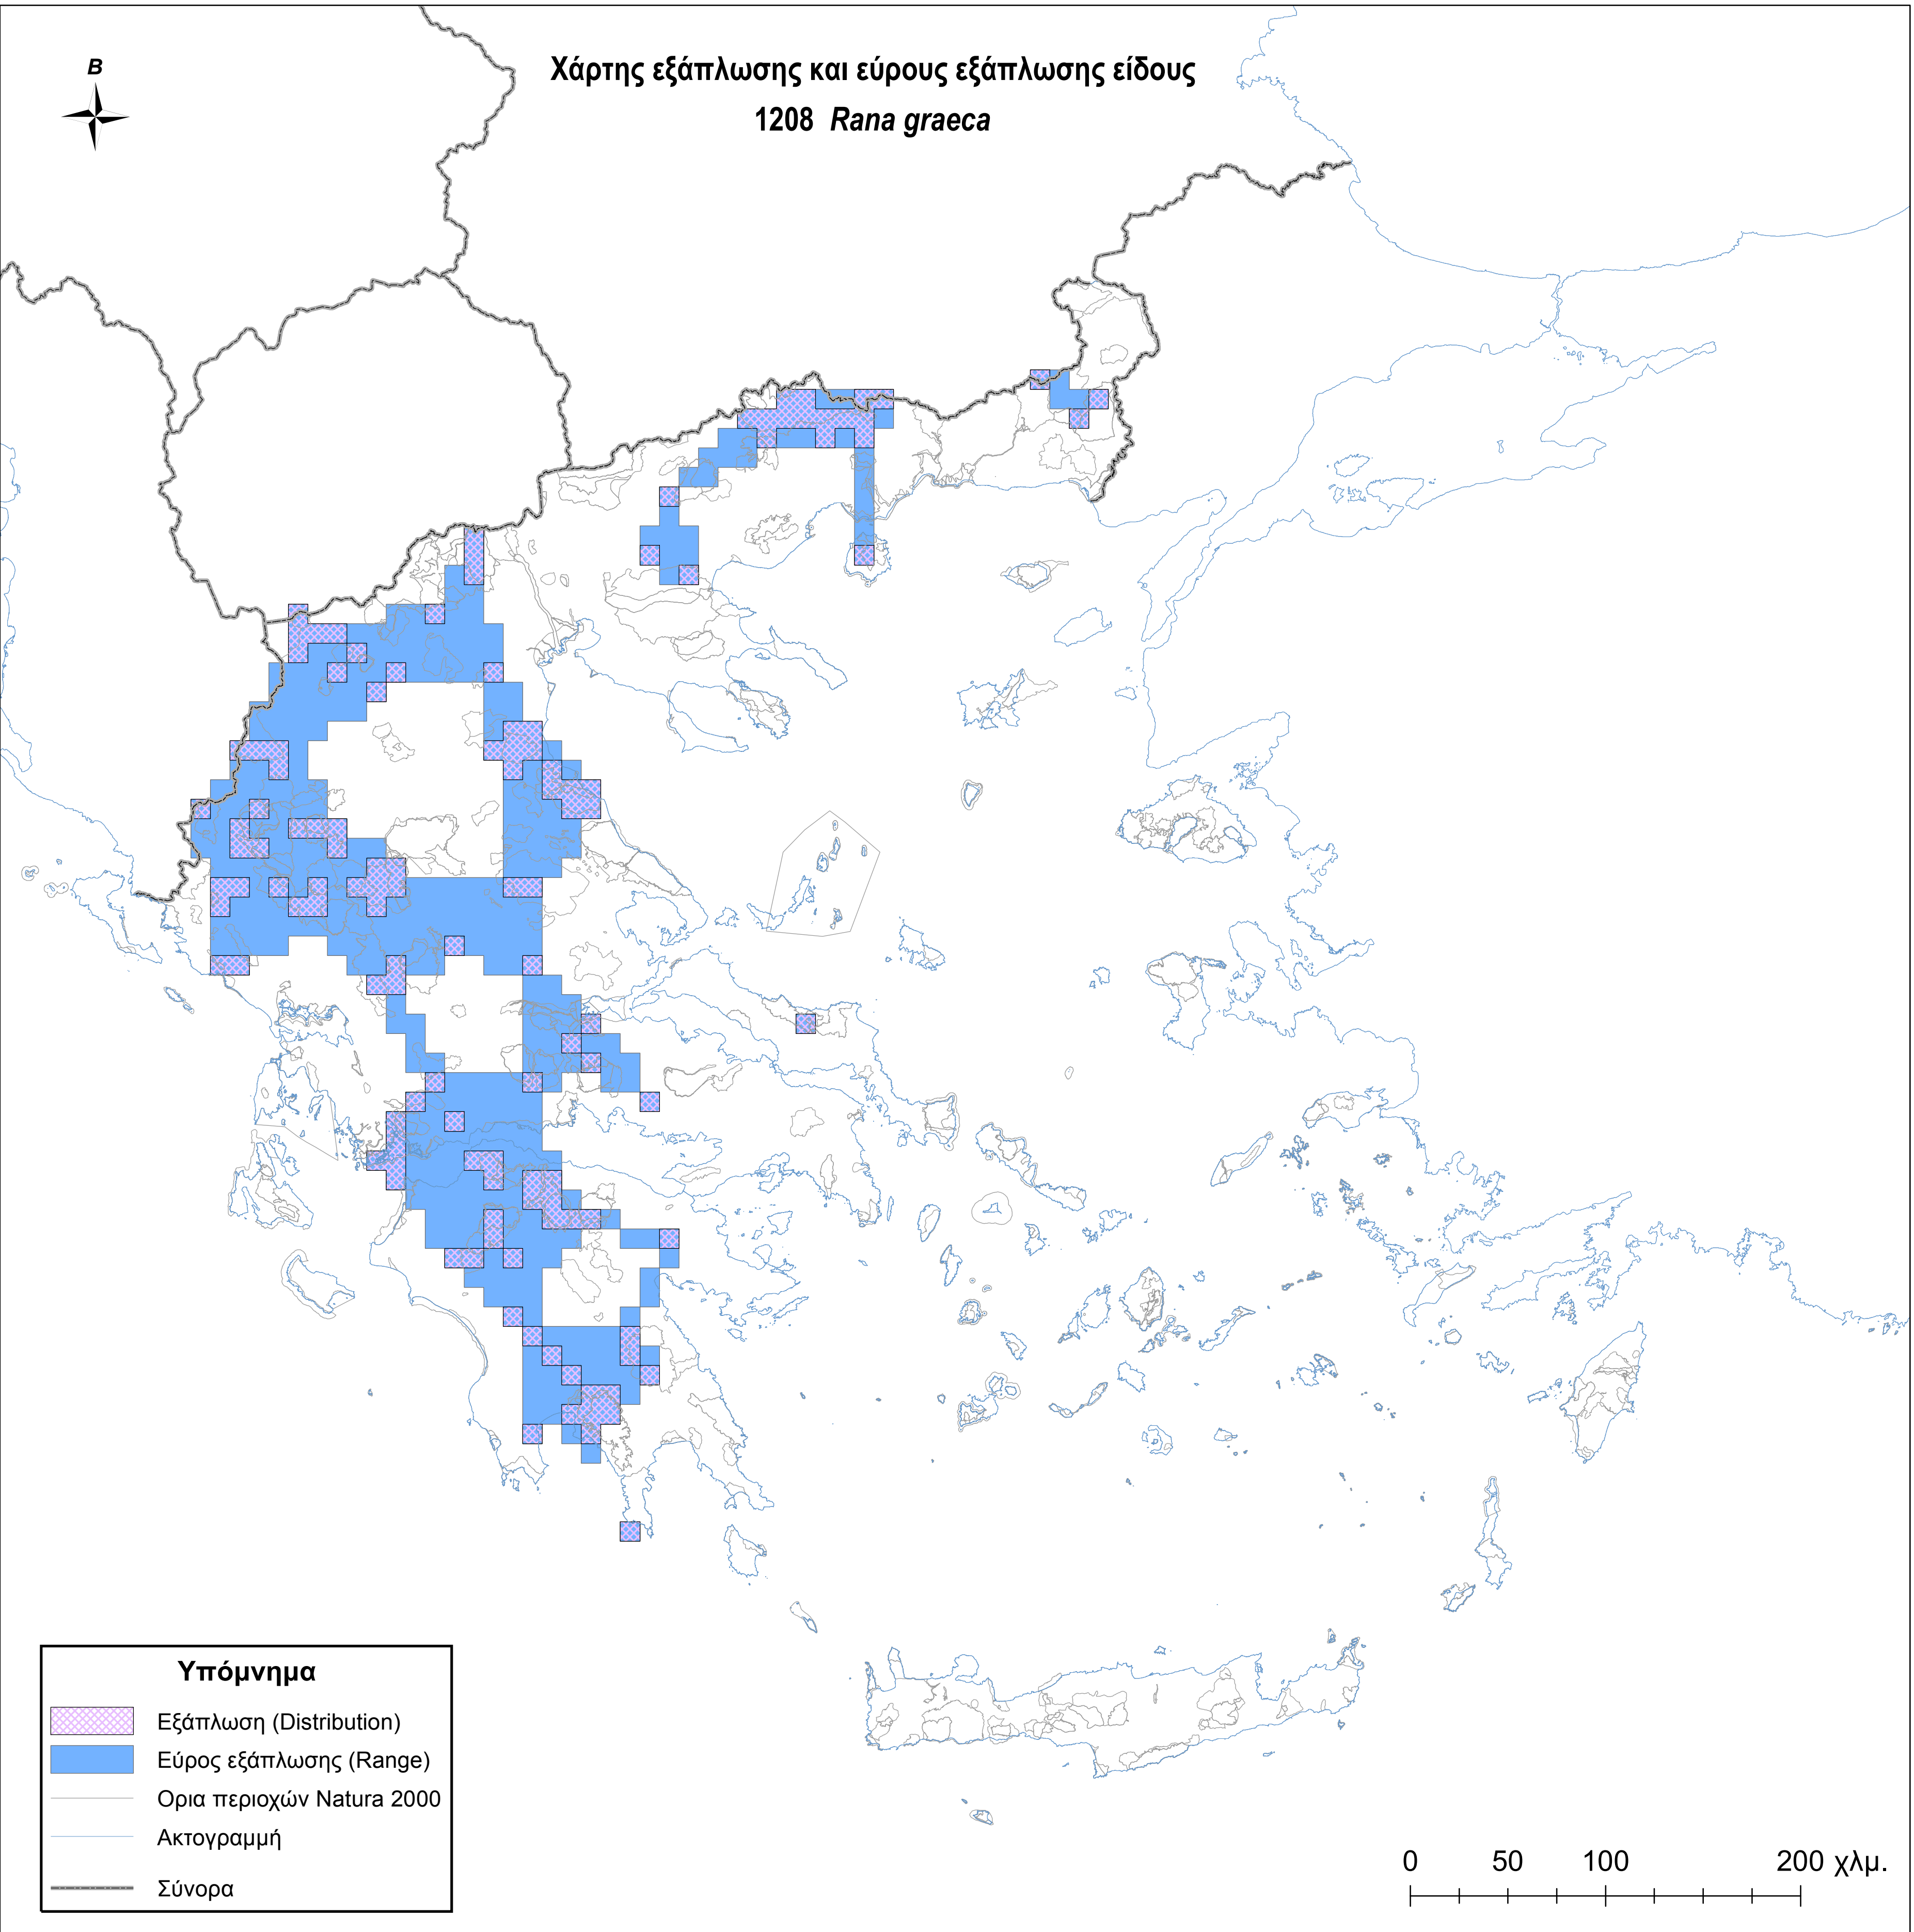 B
Χάρτης εξάπλωσης και εύρους εξάπλωσης είδους
1208 Rana graeca
Υπόμνημα
Εξάπλωση (Distribution)
Εύρος εξάπλωσης (Range)
Ορια περιοχών Natura 2000
Ακτογραμμή
Σύνορα
0 50 100 200 χλμ.